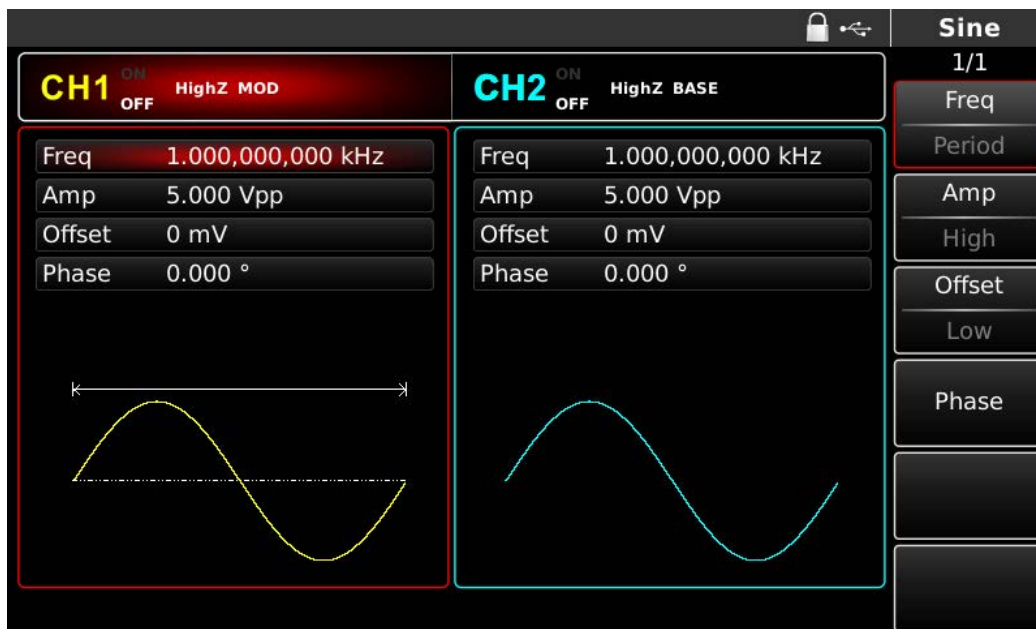 Sine
1/1
CH1 ON OFF HighZ MOD
CH2 ON OFF HighZ BASE
Freq 1.000,000,000 kHz
Amp 5.000 Vpp
Offset 0 mV
Phase 0.000 °
Freq 1.000,000,000 kHz
Amp 5.000 Vpp
Offset 0 mV
Phase 0.000 °
Freq
Period
Amp
High
Offset
Low
Phase